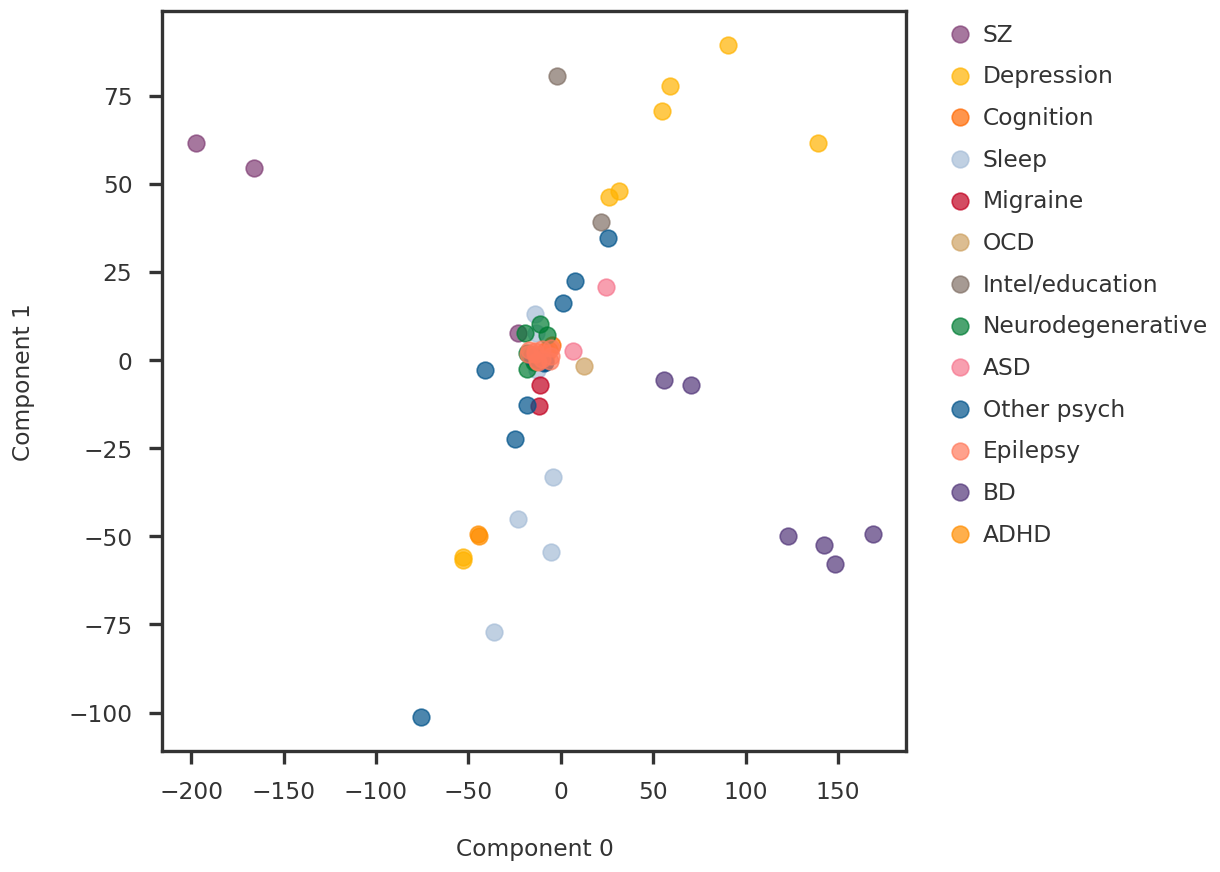 SZ
Depression
Cognition
Sleep
Migraine
OCD
Intel/education
Neurodegenerative
ASD
Other psych
Epilepsy
BD
ADHD
Component 1
75
50
25
0
−25
−50
−75
−100
−200 −150 −100 −50 0 50 100 150
Component 0